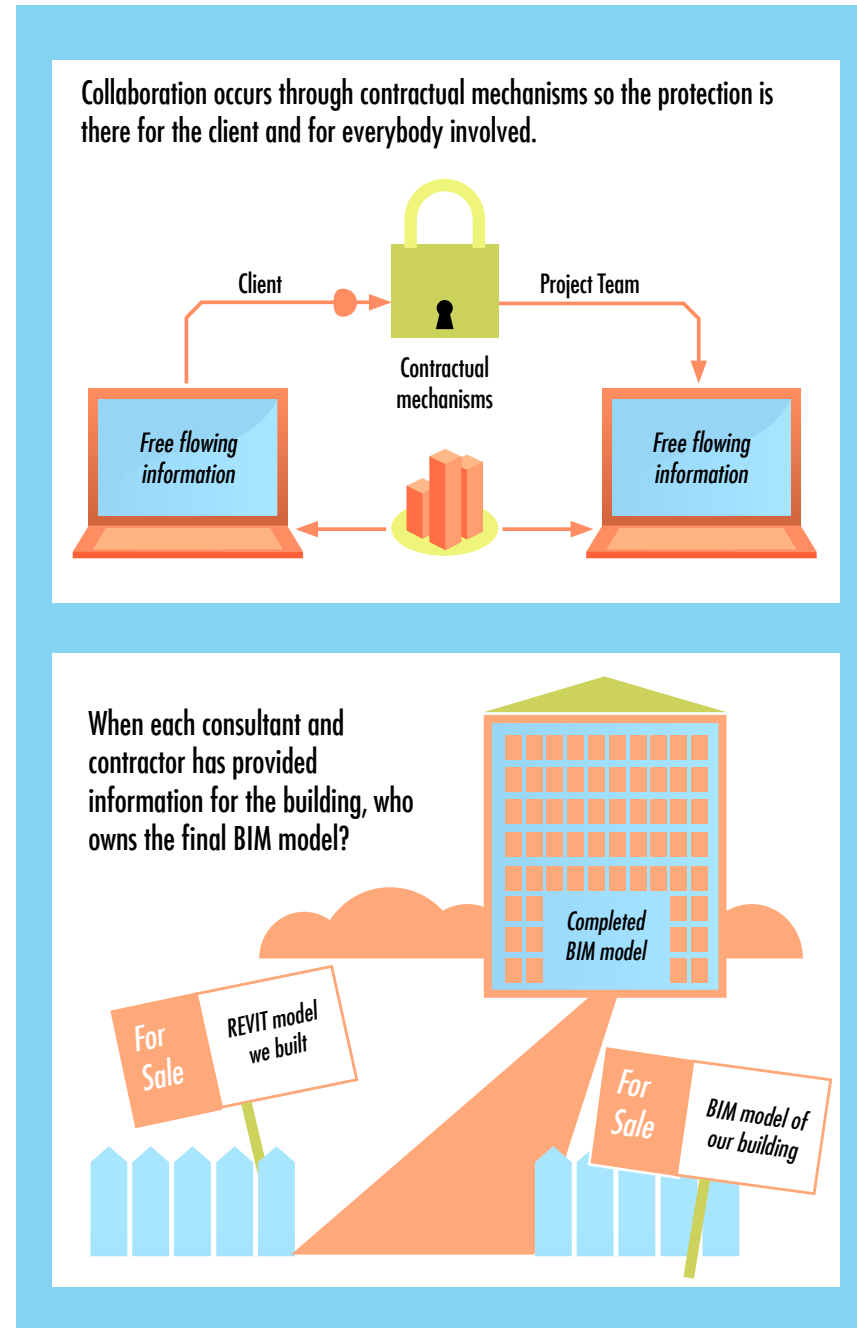 Collaboration occurs through contractual mechanisms so the protection is
there for the client and for everybody involved.
Client
Project Team
Contractual
mechanisms
Free flowing
information
Free flowing
information
When each consultant and
contractor has provided
information for the building, who
owns the final BIM model?
Completed
BIM model
For
Sale
REVIT model
we built
For
Sale
BIM model of
our building